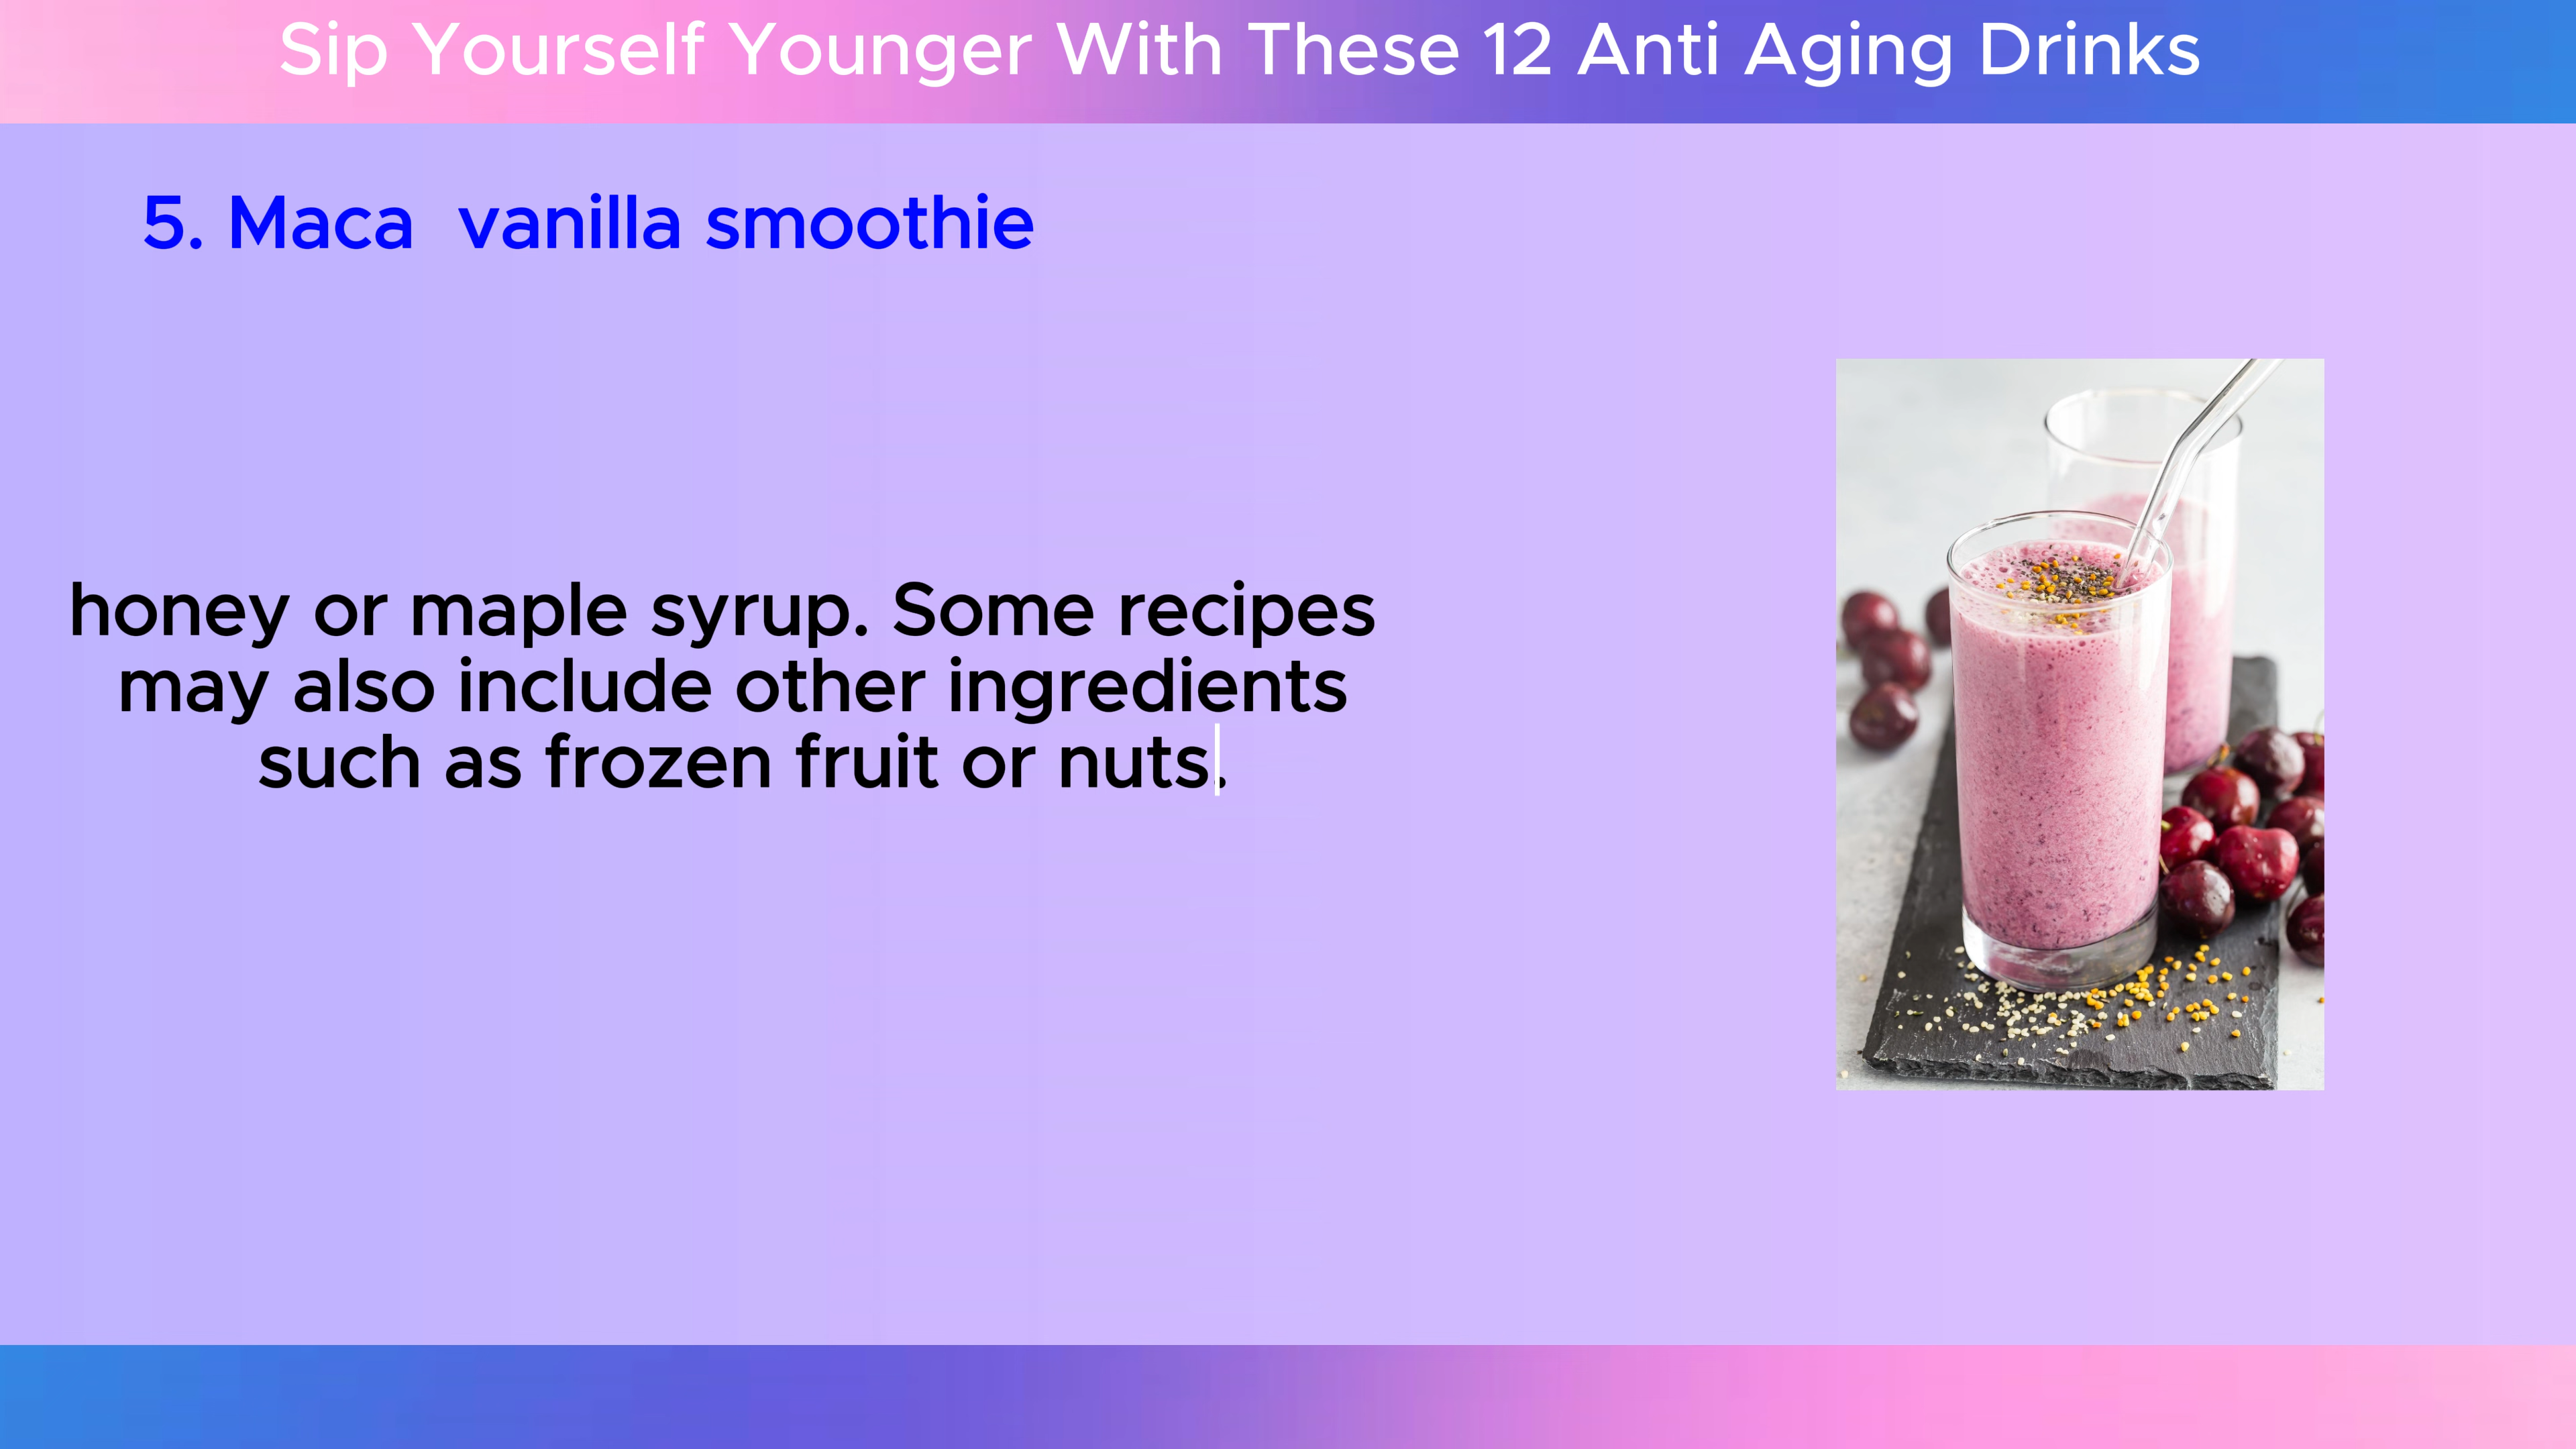 Sip Yourself Younger With These 12 Anti Aging Drinks
5. Maca  vanilla smoothie
honey or maple syrup. Some recipes
may also include other ingredients
such as frozen fruit or nuts.